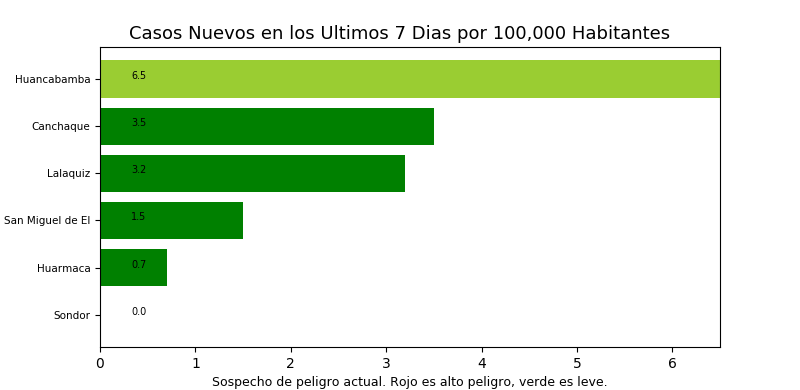 Casos Nuevos en los Ultimos 7 Dias por 100,000 Habitantes
Huancabamba 6.5
Canchaque 3.5
Lalaquiz 3.2
San Miguel de El 1.5
Huarmaca 0.7
Sondor 0.0
0 1 2 3 4 5 6
Sospecho de peligro actual. Rojo es alto peligro, verde es leve.